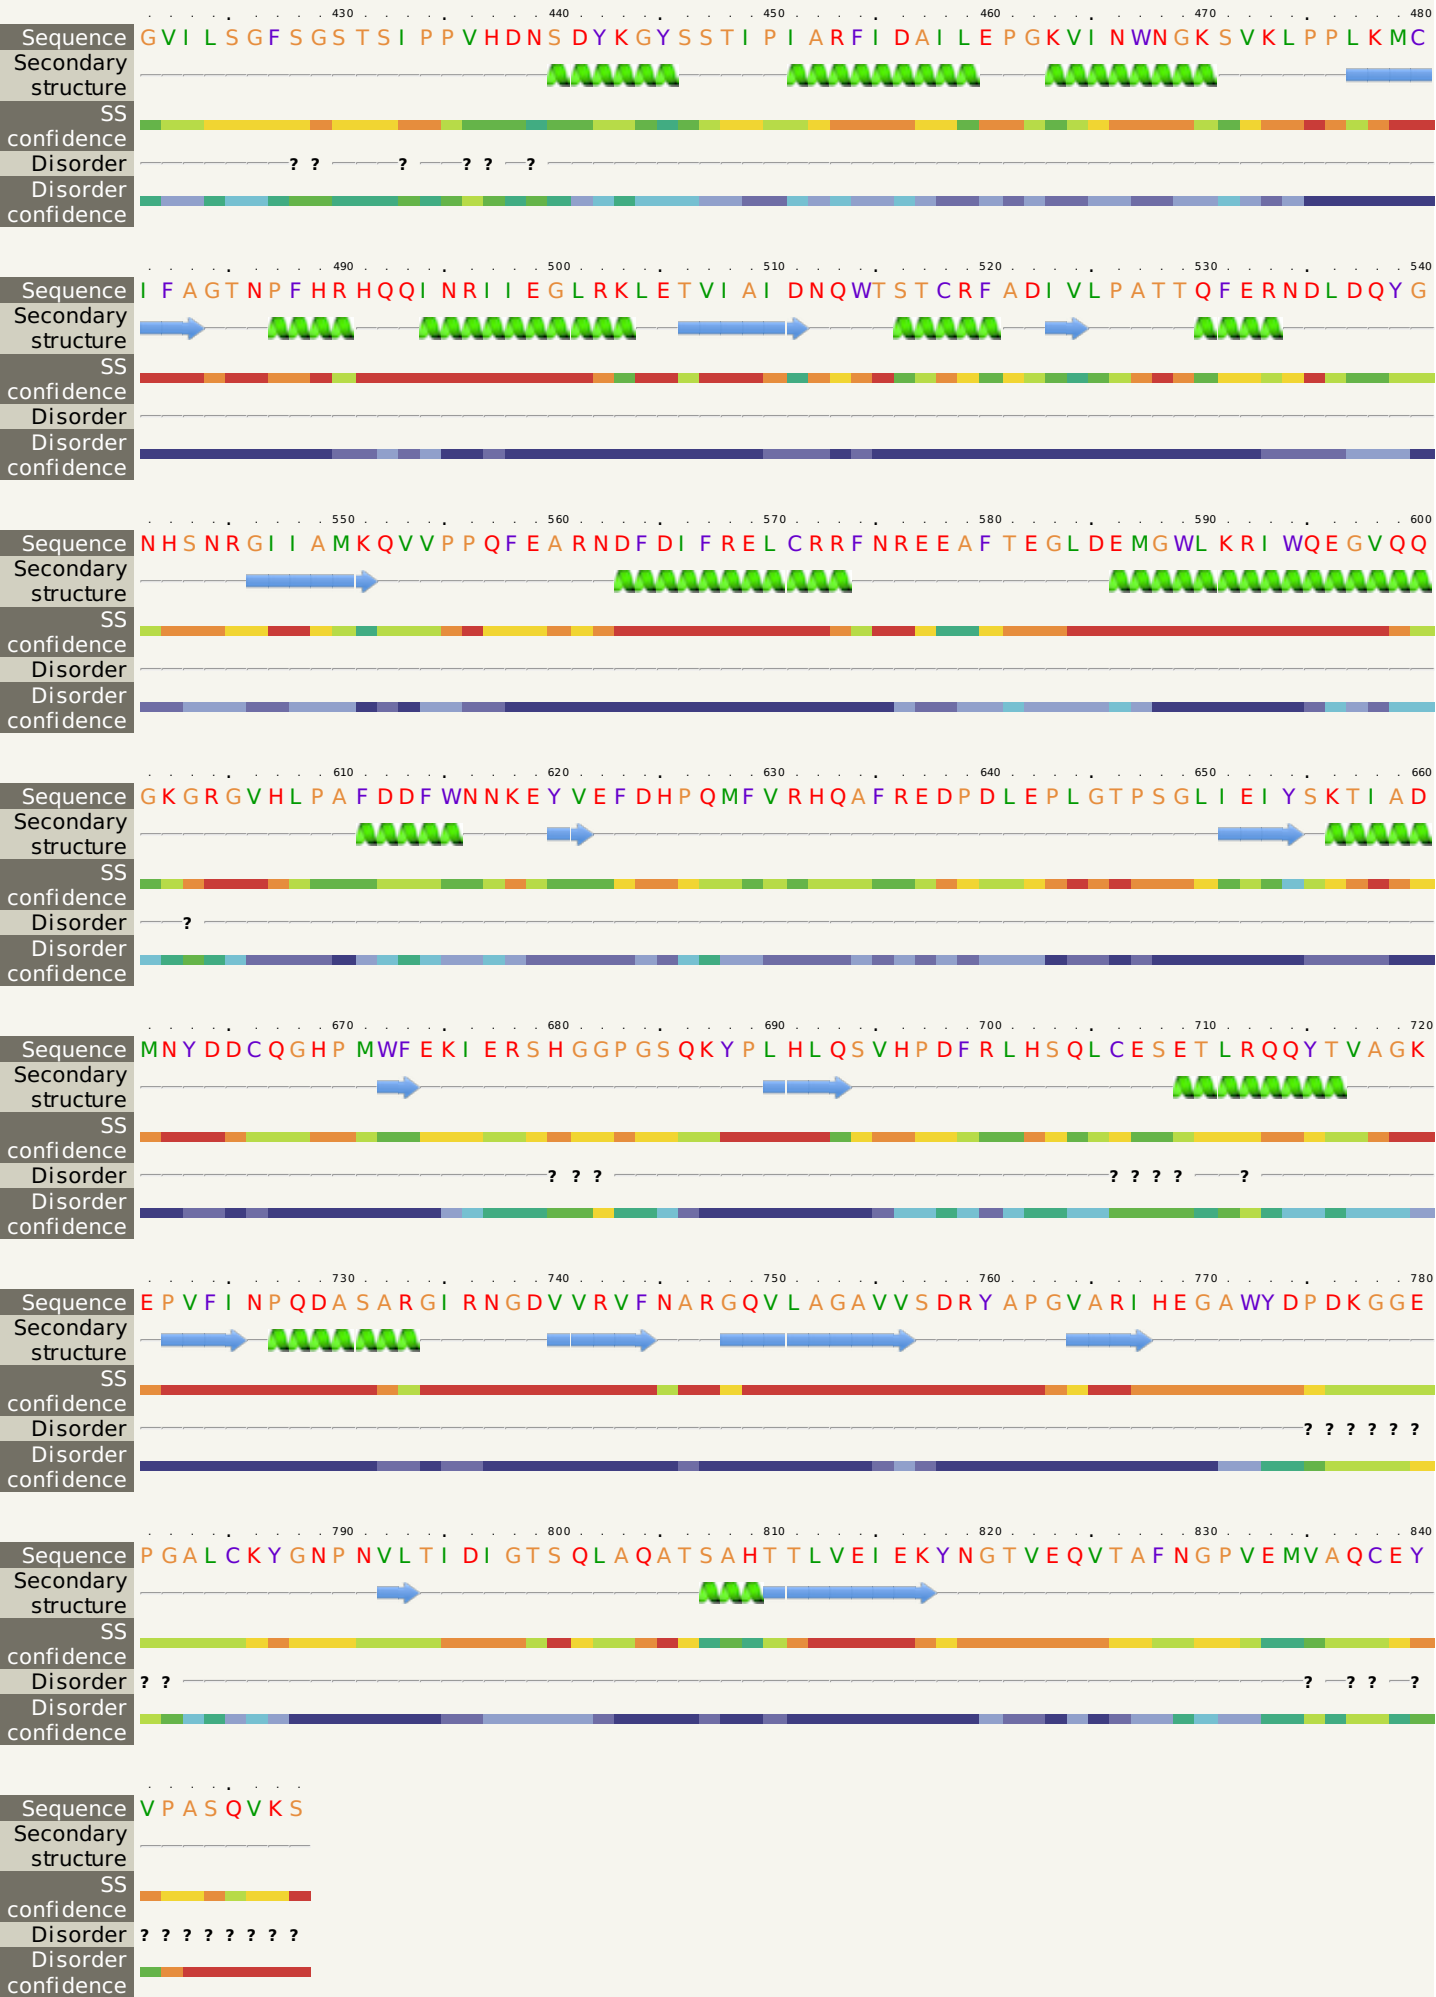 430 440 450 460 470 480
Sequence GVILSGFSGSTSIPPVHDNSDYKGYSSTIPIARFIDAILEPGKVINWNGKSVKLPPLKMC
Secondary
structure
SS
confidence
Disorder ? ? ? ? ? ?
Disorder
confidence
490 500 510 520 530 540
Sequence IFAGTNPFHRHQQINRIIEGLRKLETVIAIDNQWTSTCRFADIVLPATTQFERNDLDQYG
Secondary
structure
SS
confidence
Disorder
Disorder
confidence
550 560 570 580 590 600
Sequence NHSNRGIIAMKQVVPPQFEARNDFDIFRELCRRFNREEAFTEGLDEMGWLKRIWQEGVQQ
Secondary
structure
SS
confidence
Disorder
Disorder
confidence
610 620 630 640 650 660
Sequence GKGRGVHLPAFDDFWNNKEYVEFDHPQMFVRHQAFREDPDLEPLGTPSGLIEIYSKTIAD
Secondary
structure
SS
confidence
Disorder ?
Disorder
confidence
670 680 690 700 710 720
Sequence MNYDDCQGHPMWFEKIERSHGGPGSQKYPLHLQSVHPDFRLHSQLCESETLRQQYTVAGK
Secondary
structure
SS
confidence
Disorder ? ? ? ? ? ? ? ?
Disorder
confidence
730 740 750 760 770 780
Sequence EPVFINPQDASARGIRNGDVVRVFNARGQVLAGAVVSDRYAPGVARIHEGAWYDPDKGGE
Secondary
structure
SS
confidence
Disorder ? ? ? ? ? ?
Disorder
confidence
790 800 810 820 830 840
Sequence PGALCKYGNPNVLTIDIGTSQLAQATSAHTTLVEIEKYNGTVEQVTAFNGPVEMVAQCEY
Secondary
structure
SS
confidence
Disorder ? ? ? ? ? ?
Disorder
confidence
Sequence VPASQVKS
Secondary
structure
SS
confidence
Disorder ? ? ? ? ? ? ? ?
Disorder
confidence